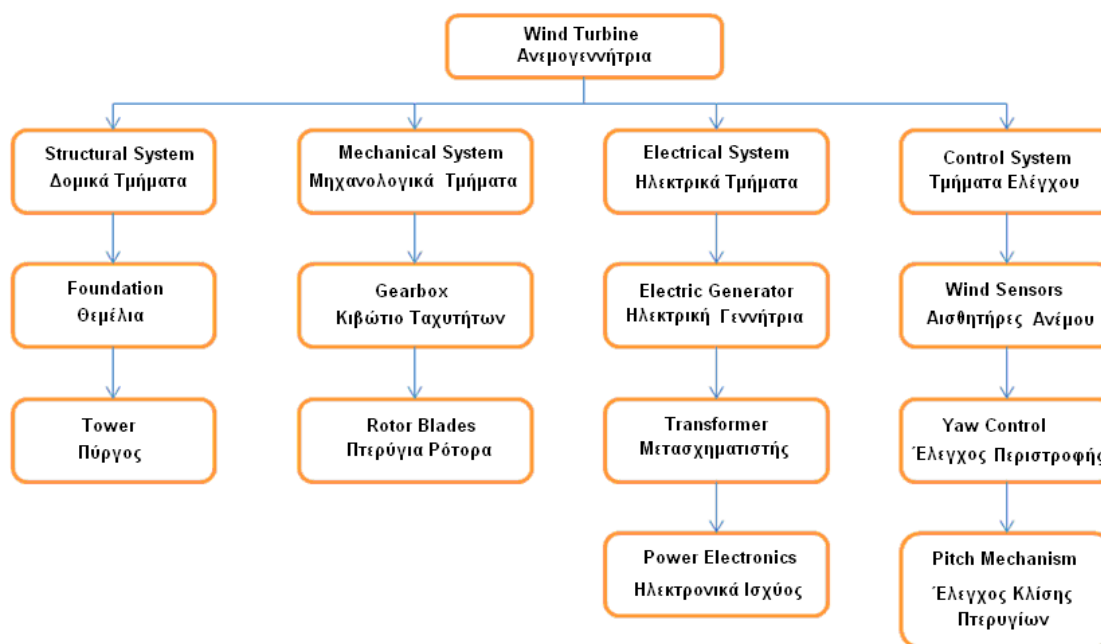 Wind Turbine
Ανεμογεννήτρια
Structural System
Δομικά Τμήματα
Mechanical System
Μηχανολογικά Τμήματα
Electrical System
Ηλεκτρικά Τμήματα
Control System
Τμήματα Ελέγχου
Foundation
Θεμέλια
Gearbox
Κιβώτιο Ταχυτήτων
Electric Generator
Ηλεκτρική Γεννήτρια
Wind Sensors
Αισθητήρες Ανέμου
Tower
Πύργος
Rotor Blades
Πτερύγια Ρότορα
Transformer
Μετασχηματιστής
Yaw Control
Έλεγχος Περιστροφής
Power Electronics
Ηλεκτρονικά Ισχύος
Pitch Mechanism
Έλεγχος Κλίσης
Πτερυγίων